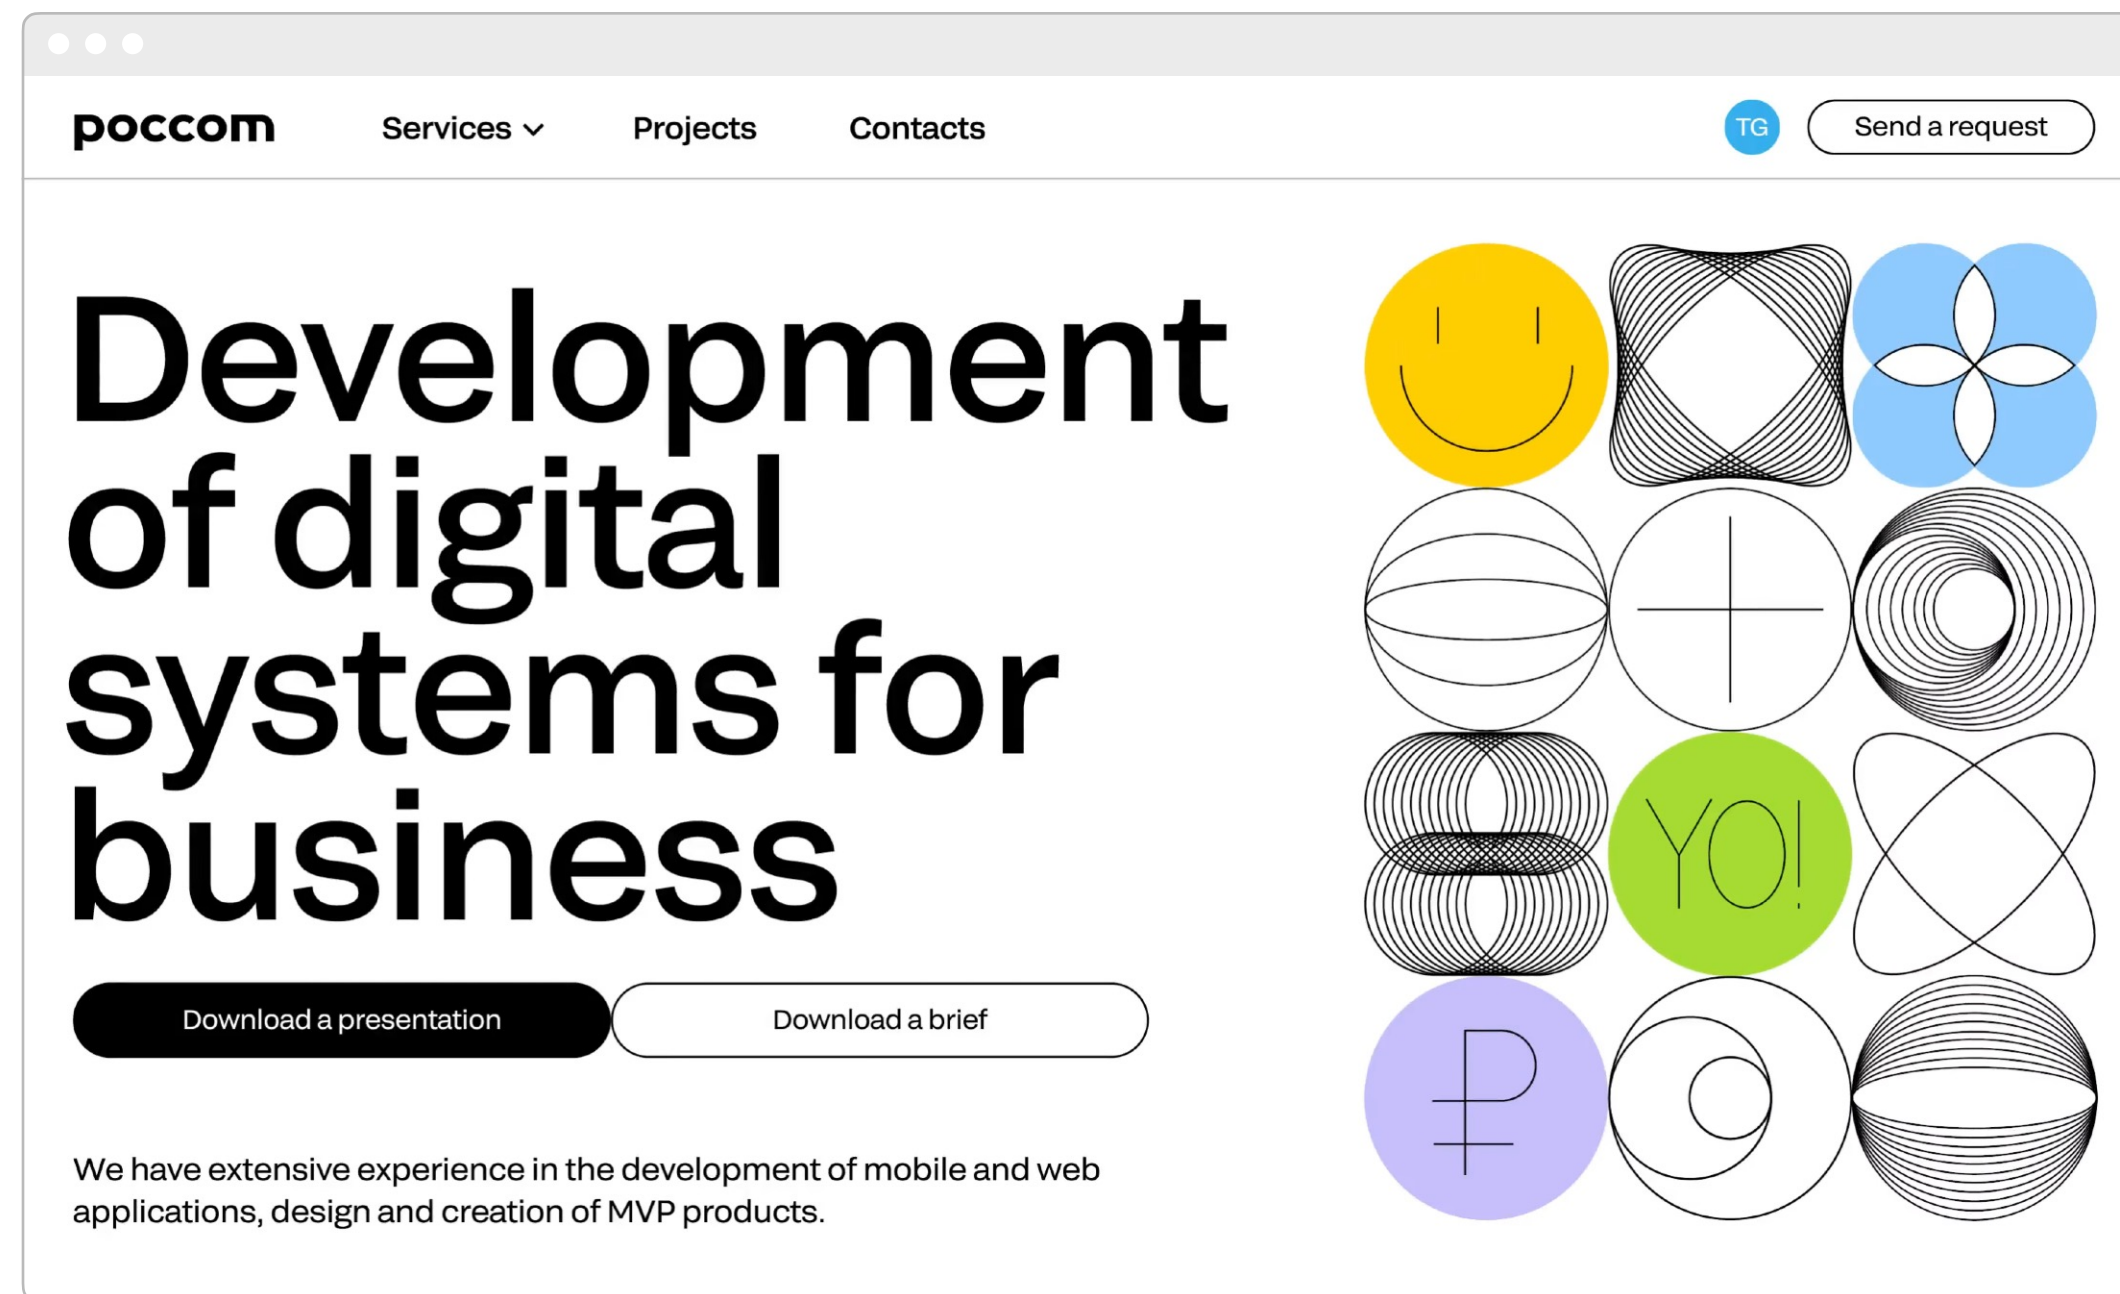 poccom
Services
Projects
Contacts
TG
Send a request
Development
of digital
systems for
business
YO!
₽
Download a presentation
Download a brief
We have extensive experience in the development of mobile and web
applications, design and creation of MVP products.